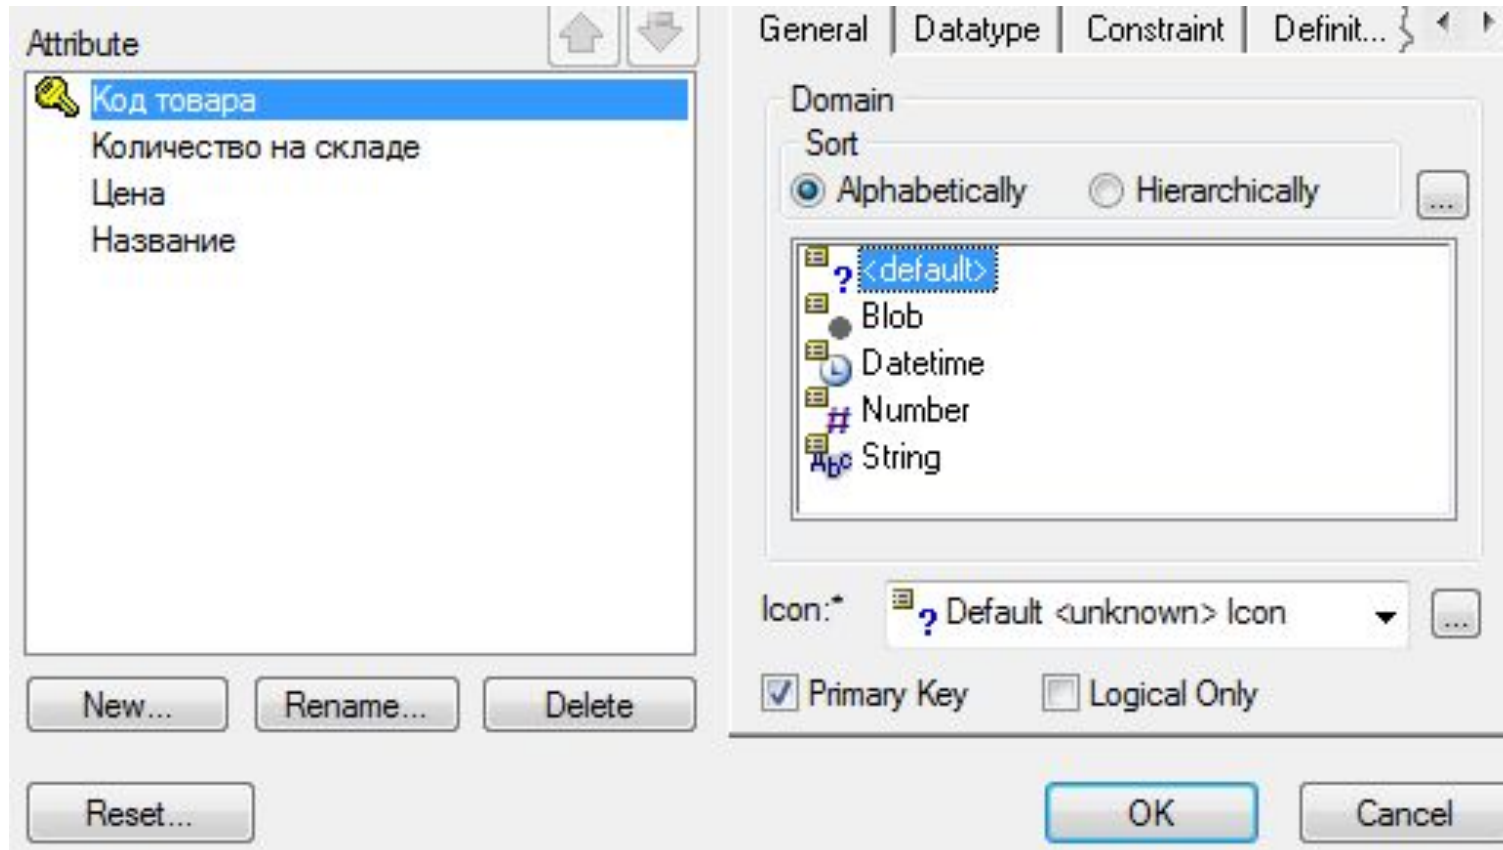 Attribute
Код товара
Количество на складе
Цена
Название
New...
Rename...
Delete
Reset...
General
Datatype
Constraint
Definit...
Domain
Sort
Alphabetically
Hierarchically
...
<default>
Blob
Datetime
Number
String
Icon:*
Default <unknown> Icon
...
Primary Key
Logical Only
OK
Cancel